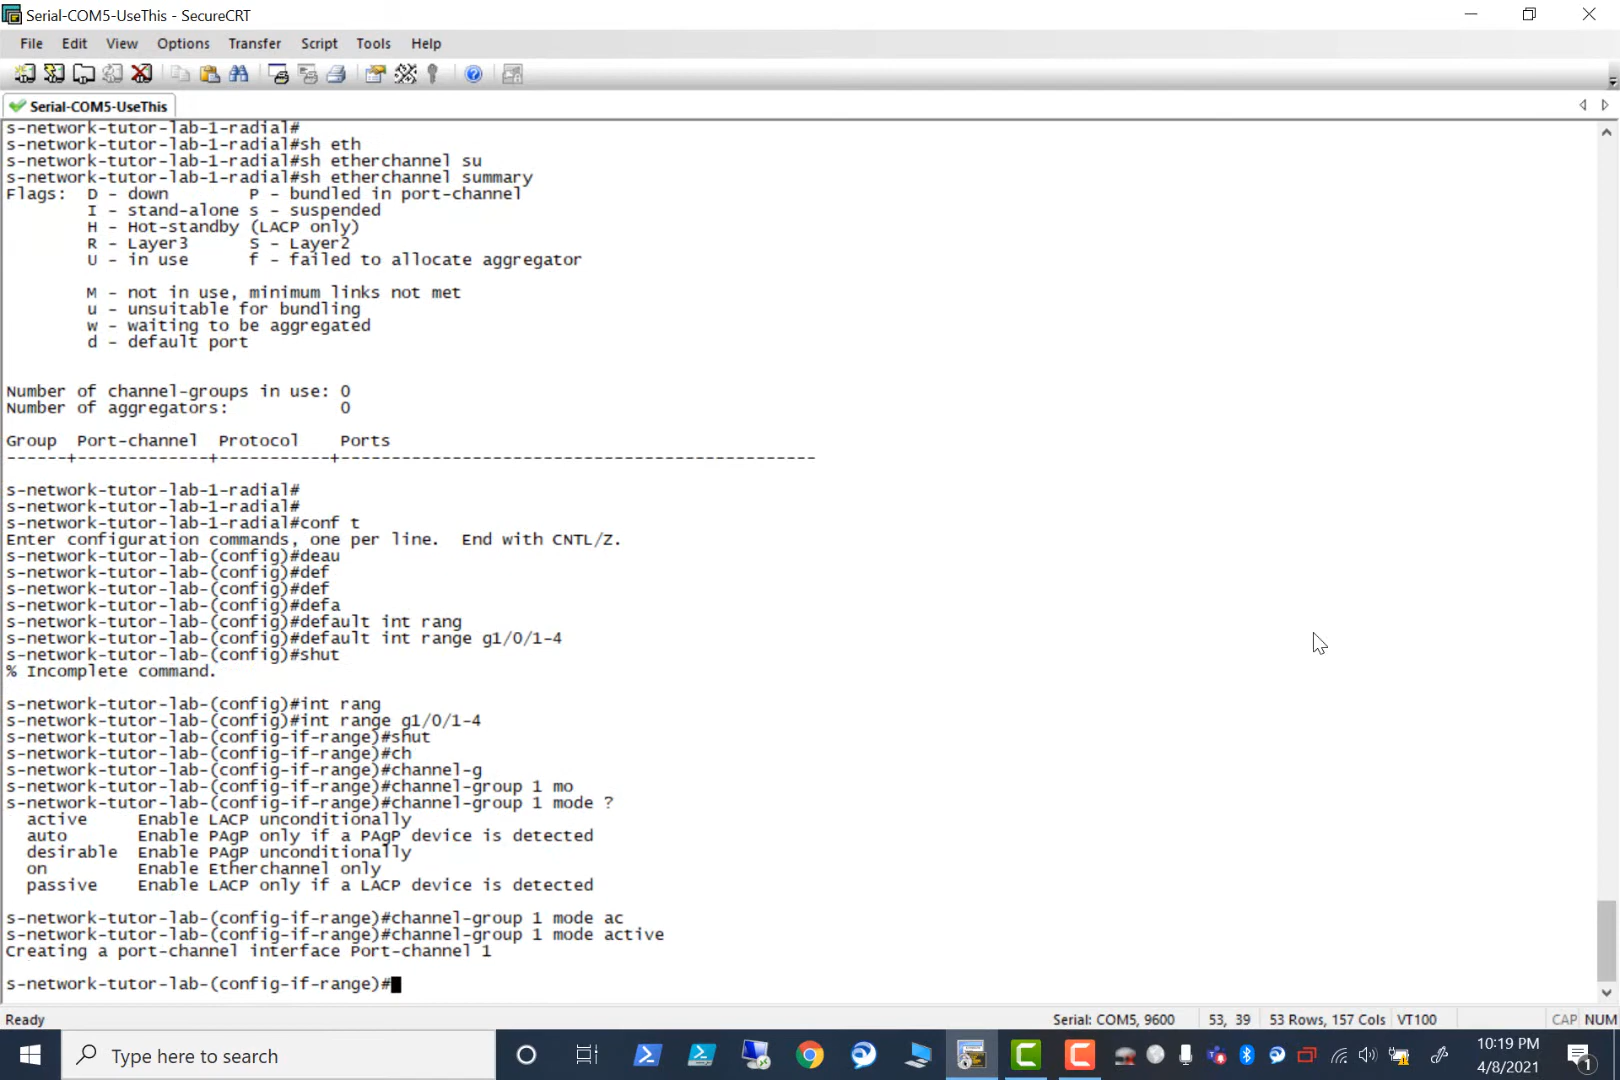 Serial-COM5-UseThis - SecureCRT
File Edit View Options Transfer Script Tools Help
Serial-COM5-UseThis
s-network-tutor-lab-1-radial#
s-network-tutor-lab-1-radial#sh eth
s-network-tutor-lab-1-radial#sh etherchannel su
s-network-tutor-lab-1-radial#sh etherchannel summary
Flags:  D - down        P - bundled in port-channel
        I - stand-alone s - suspended
        H - Hot-standby (LACP only)
        R - Layer3      S - Layer2
        U - in use      f - failed to allocate aggregator
        M - not in use, minimum links not met
        u - unsuitable for bundling
        w - waiting to be aggregated
        d - default port
Number of channel-groups in use: 0
Number of aggregators:           0
Group  Port-channel  Protocol    Ports
------+-------------+-----------+-----------------------------------------------
s-network-tutor-lab-1-radial#
s-network-tutor-lab-1-radial#
s-network-tutor-lab-1-radial#conf t
Enter configuration commands, one per line.  End with CNTL/Z.
s-network-tutor-lab-(config)#deau
s-network-tutor-lab-(config)#def
s-network-tutor-lab-(config)#def
s-network-tutor-lab-(config)#defa
s-network-tutor-lab-(config)#default int rang
s-network-tutor-lab-(config)#default int range g1/0/1-4
s-network-tutor-lab-(config)#shut
% Incomplete command.
s-network-tutor-lab-(config)#int rang
s-network-tutor-lab-(config)#int range g1/0/1-4
s-network-tutor-lab-(config-if-range)#shut
s-network-tutor-lab-(config-if-range)#ch
s-network-tutor-lab-(config-if-range)#channel-g
s-network-tutor-lab-(config-if-range)#channel-group 1 mo
s-network-tutor-lab-(config-if-range)#channel-group 1 mode ?
  active     Enable LACP unconditionally
  auto       Enable PAgP only if a PAgP device is detected
  desirable  Enable PAgP unconditionally
  on         Enable Etherchannel only
  passive    Enable LACP only if a LACP device is detected
s-network-tutor-lab-(config-if-range)#channel-group 1 mode ac
s-network-tutor-lab-(config-if-range)#channel-group 1 mode active
Creating a port-channel interface Port-channel 1
s-network-tutor-lab-(config-if-range)#
Ready Serial: COM5, 9600 53, 39 53 Rows, 157 Cols VT100 CAP NUM
Type here to search
10:19 PM
4/8/2021
1